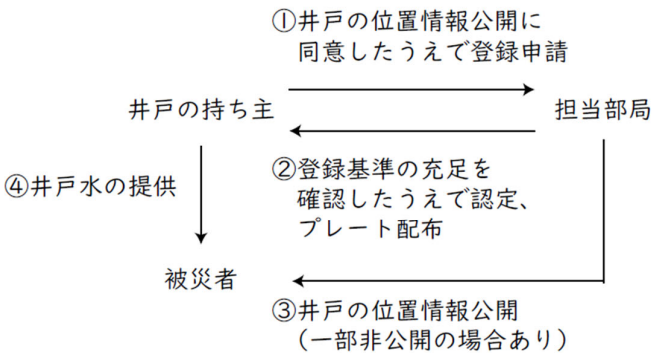 ①井戸の位置情報公開に
同意したうえで登録申請
井戸の持ち主
担当部局
②登録基準の充足を
確認したうえで認定、
プレート配布
④井戸水の提供
被災者
③井戸の位置情報公開
（一部非公開の場合あり）